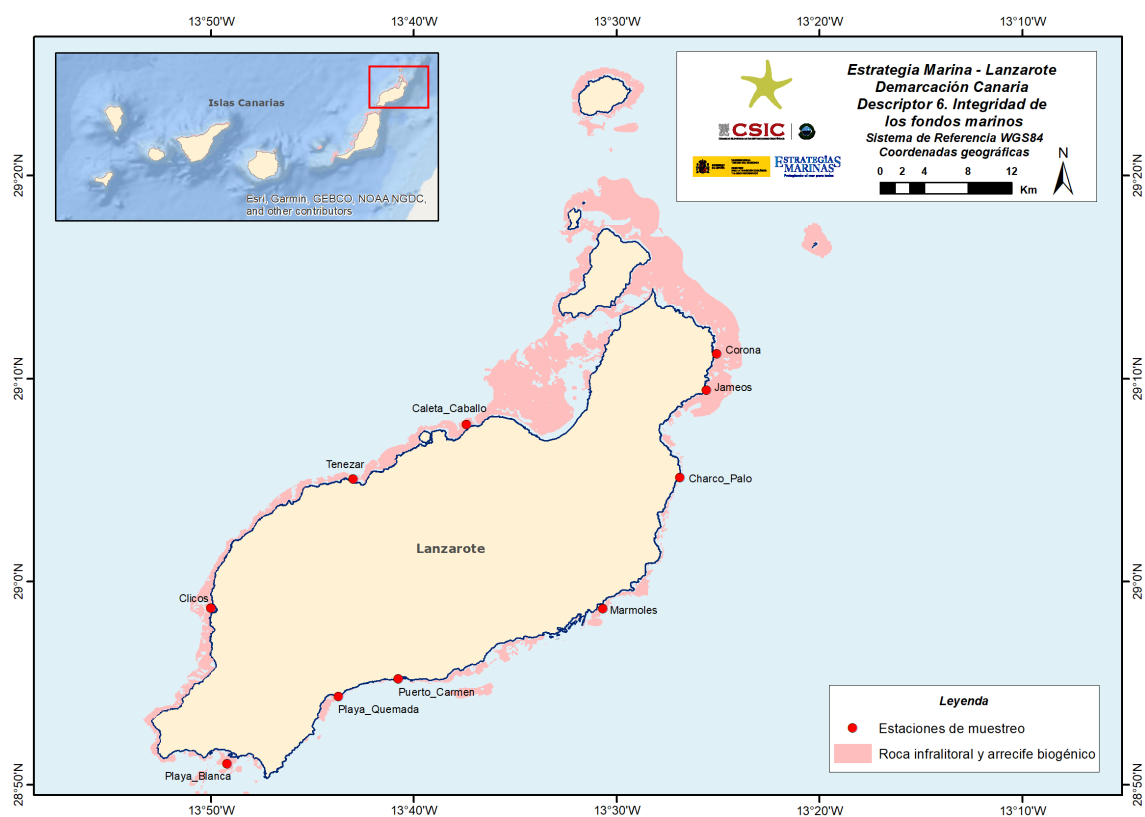 13°50'W
13°40'W
13°30'W
13°20'W
13°10'W
Islas Canarias
Esri, Garmin, GEBCO, NOAA NGDC,
and other contributors
Estrategia Marina - Lanzarote
Demarcación Canaria
Descriptor 6. Integridad de
los fondos marinos
Sistema de Referencia WGS84
Coordenadas geográficas
CSIC
ESTRATEGIAS
MARINAS
0 2 4 8 12
Km
N
29°20'N
29°20'N
Corona
Jameos
29°10'N
29°10'N
Caleta_Caballo
Tenezar
Charco_Palo
Lanzarote
29°0'N
29°0'N
Clicos
Marmoles
Puerto_Carmen
Playa_Quemada
Playa_Blanca
Leyenda
Estaciones de muestreo
Roca infralitoral y arrecife biogénico
28°50'N
28°50'N
13°50'W
13°40'W
13°30'W
13°20'W
13°10'W